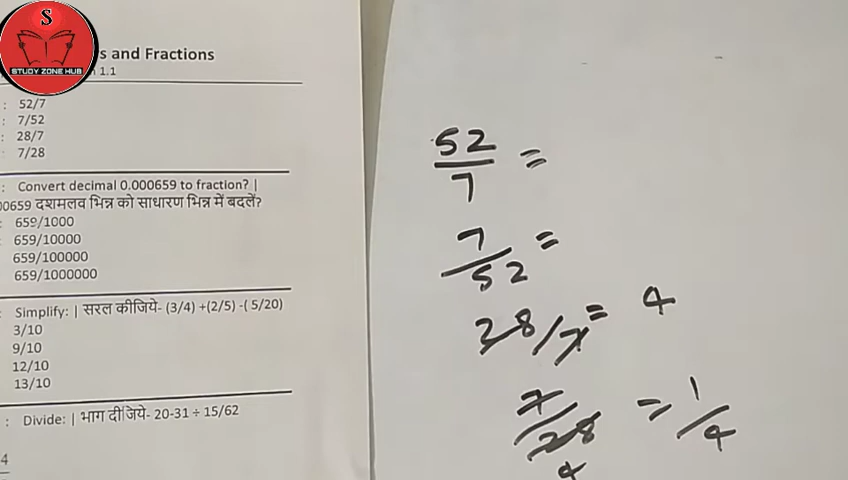 S
STUDY ZONE HUB
s and Fractions
1.1
: 52/7
: 7/52
: 28/7
: 7/28
: Convert decimal 0.000659 to fraction? |
00659 दशमलव भिन्न को साधारण भिन्न में बदलें?
: 659/1000
: 659/10000
659/100000
659/1000000
: Simplify: | सरल कीजिये- (3/4) +(2/5) -( 5/20)
3/10
9/10
12/10
13/10
: Divide: | भाग दीजिये- 20-31 ÷ 15/62
4
52/7 =
7/52 =
28/7 = 4
7/28 = 1/4
4